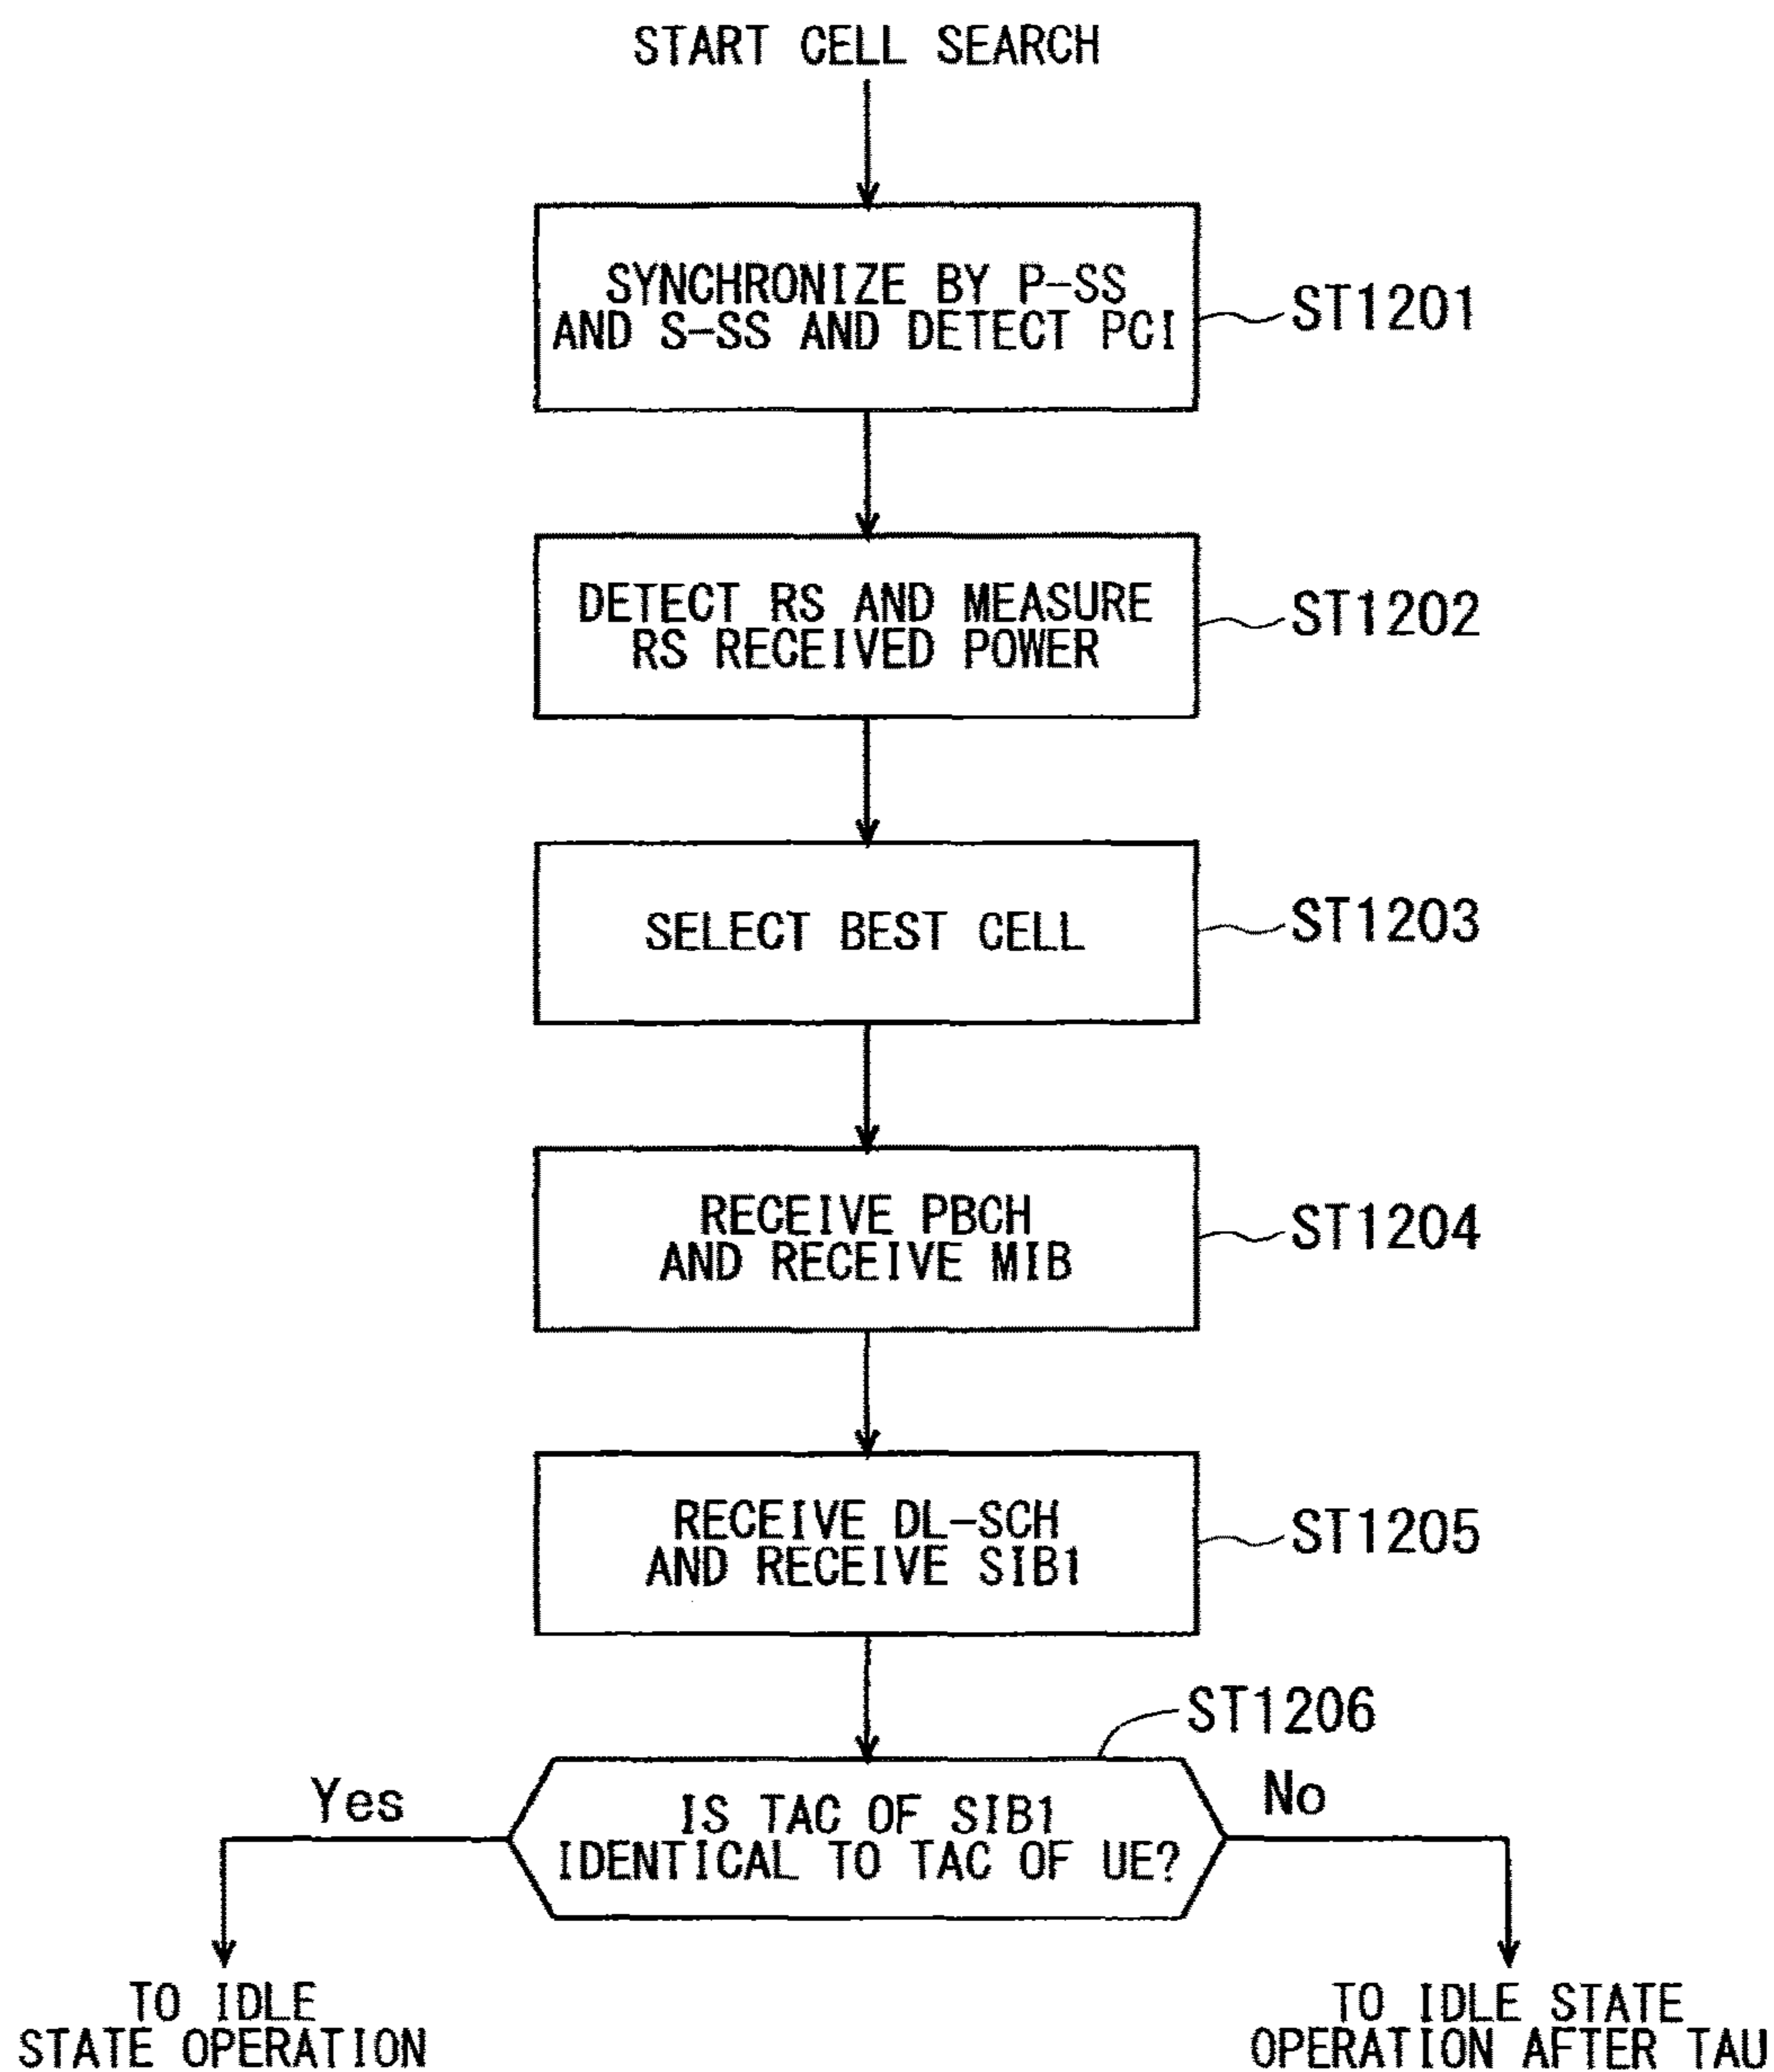 START CELL SEARCH
SYNCHRONIZE BY P-SS
AND S-SS AND DETECT PCI
ST1201
DETECT RS AND MEASURE
RS RECEIVED POWER
ST1202
SELECT BEST CELL
ST1203
RECEIVE PBCH
AND RECEIVE MIB
ST1204
RECEIVE DL-SCH
AND RECEIVE SIB1
ST1205
ST1206
Yes
IS TAC OF SIB1
IDENTICAL TO TAC OF UE?
No
TO IDLE
STATE OPERATION
TO IDLE STATE
OPERATION AFTER TAU